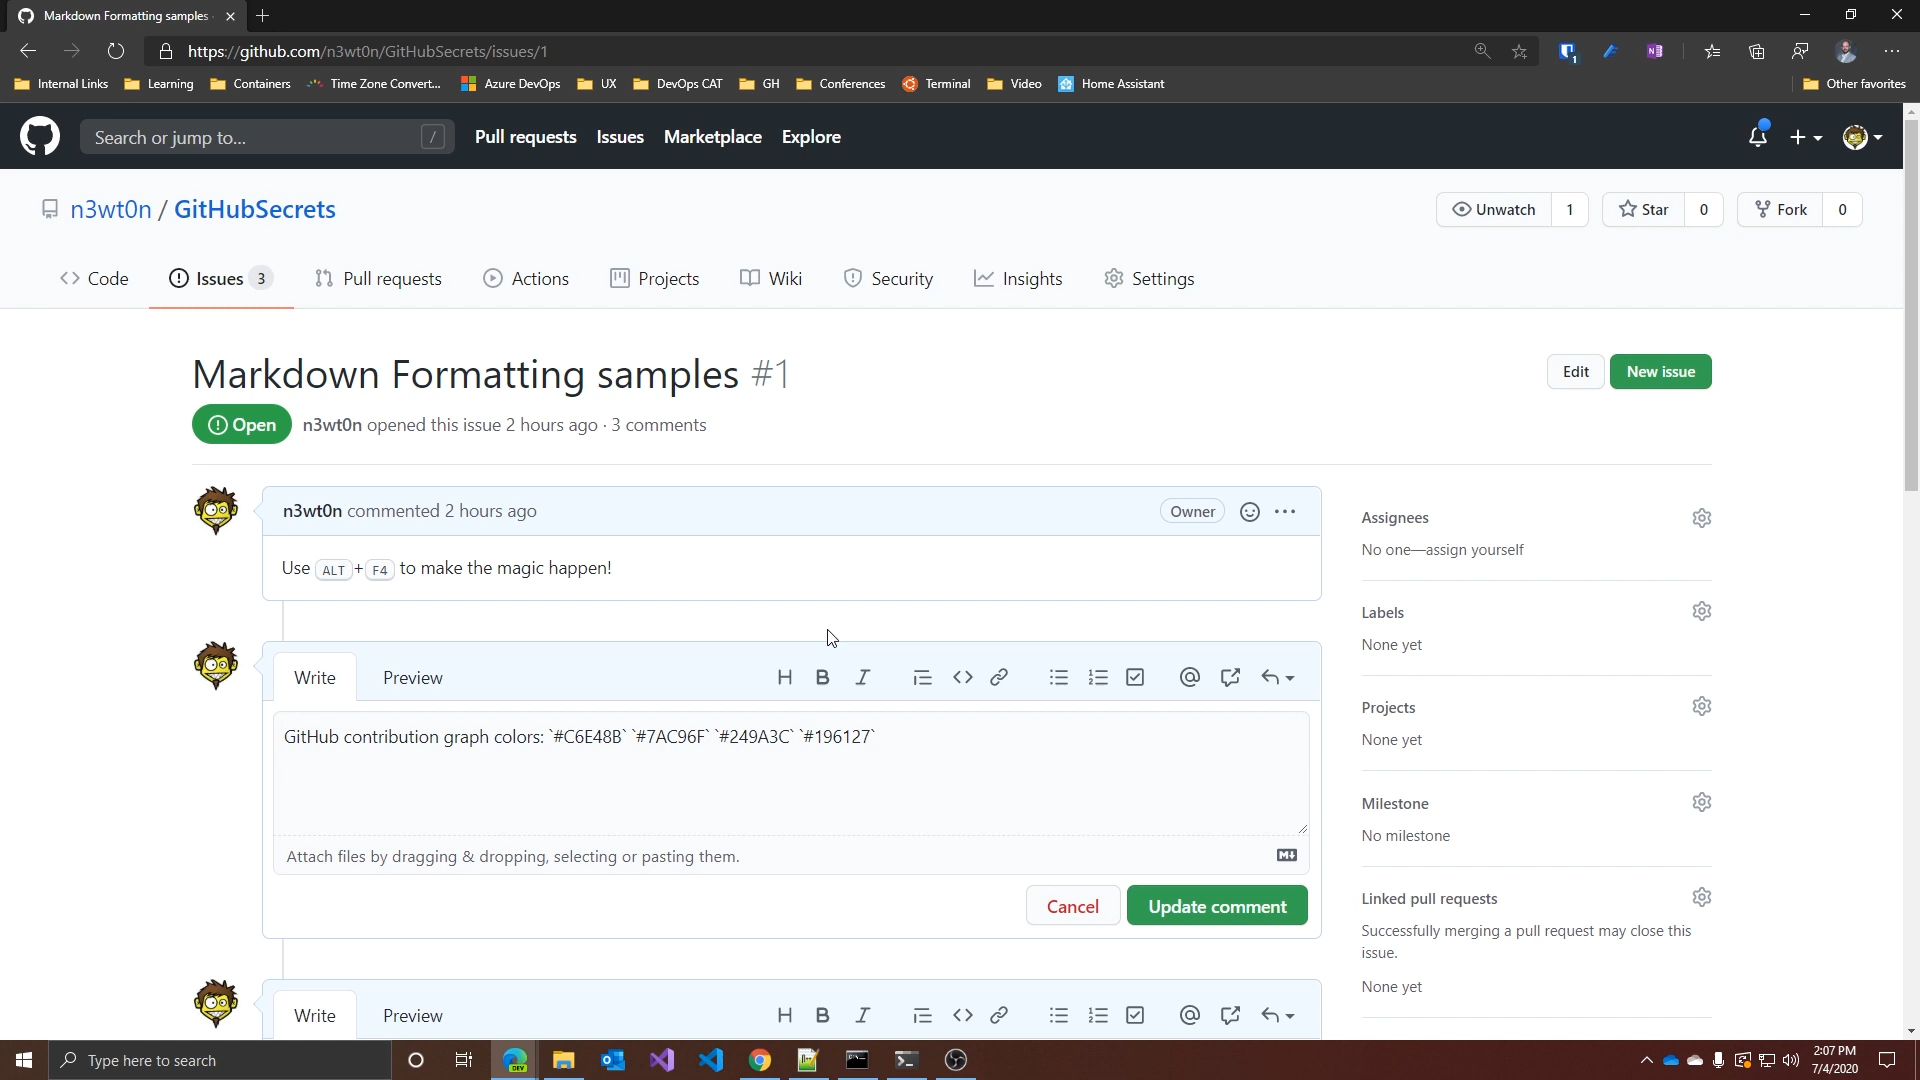 Markdown Formatting samples
https://github.com/n3wt0n/GitHubSecrets/issues/1
Internal Links
Learning
Containers
Time Zone Convert...
Azure DevOps
UX
DevOps CAT
GH
Conferences
Terminal
Video
Home Assistant
Other favorites
Search or jump to...
/
Pull requests
Issues
Marketplace
Explore
n3wt0n / GitHubSecrets
Unwatch 1
Star 0
Fork 0
Code
Issues 3
Pull requests
Actions
Projects
Wiki
Security
Insights
Settings
Markdown Formatting samples #1
Edit
New issue
Open
n3wt0n opened this issue 2 hours ago · 3 comments
n3wt0n commented 2 hours ago
Owner
Use ALT + F4 to make the magic happen!
Write
Preview
GitHub contribution graph colors: `#C6E48B` `#7AC96F` `#249A3C` `#196127`
Attach files by dragging & dropping, selecting or pasting them.
Cancel
Update comment
Write
Preview
Assignees
No one—assign yourself
Labels
None yet
Projects
None yet
Milestone
No milestone
Linked pull requests
Successfully merging a pull request may close this
issue.
None yet
Type here to search
DEV
2:07 PM
7/4/2020